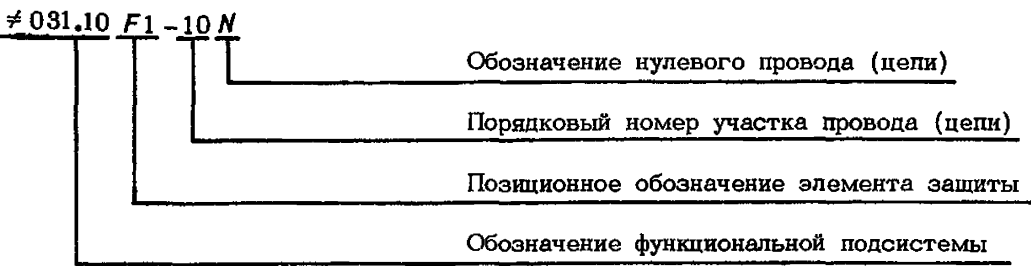 ≠031.10 F1-10 N
Обозначение нулевого провода (цепи)
Порядковый номер участка провода (цепи)
Позиционное обозначение элемента защиты
Обозначение функциональной подсистемы